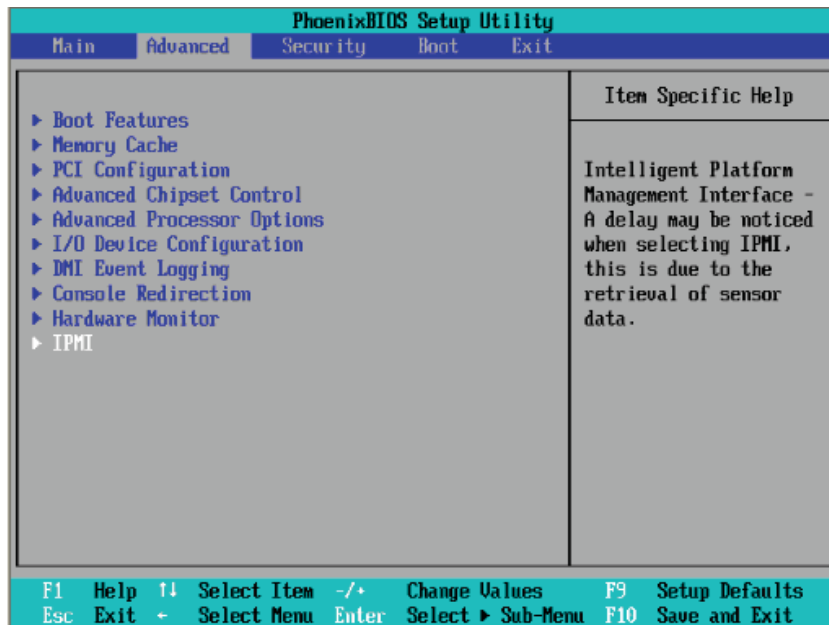 PhoenixBIOS Setup Utility
Main Advanced Security Boot Exit
Item Specific Help
▶ Boot Features
▶ Memory Cache
▶ PCI Configuration
▶ Advanced Chipset Control
▶ Advanced Processor Options
▶ I/O Device Configuration
▶ DMI Event Logging
▶ Console Redirection
▶ Hardware Monitor
▶ IPMI
Intelligent Platform
Management Interface -
A delay may be noticed
when selecting IPMI,
this is due to the
retrieval of sensor
data.
F1 Help ↑↓ Select Item -/+ Change Values F9 Setup Defaults
Esc Exit ← Select Menu Enter Select ▶ Sub-Menu F10 Save and Exit